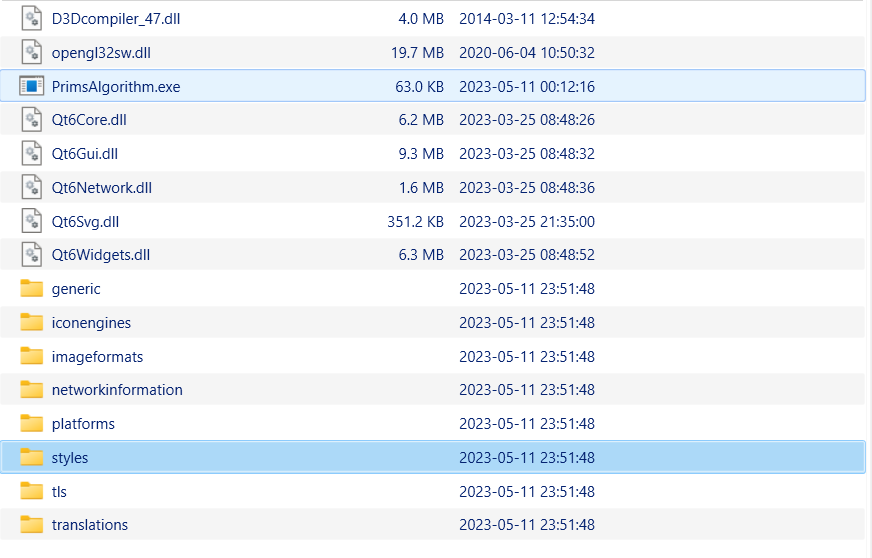 D3Dcompiler_47.dll 4.0 MB 2014-03-11 12:54:34
opengl32sw.dll 19.7 MB 2020-06-04 10:50:32
PrimsAlgorithm.exe 63.0 KB 2023-05-11 00:12:16
Qt6Core.dll 6.2 MB 2023-03-25 08:48:26
Qt6Gui.dll 9.3 MB 2023-03-25 08:48:32
Qt6Network.dll 1.6 MB 2023-03-25 08:48:36
Qt6Svg.dll 351.2 KB 2023-03-25 21:35:00
Qt6Widgets.dll 6.3 MB 2023-03-25 08:48:52
generic 2023-05-11 23:51:48
iconengines 2023-05-11 23:51:48
imageformats 2023-05-11 23:51:48
networkinformation 2023-05-11 23:51:48
platforms 2023-05-11 23:51:48
styles 2023-05-11 23:51:48
tls 2023-05-11 23:51:48
translations 2023-05-11 23:51:48